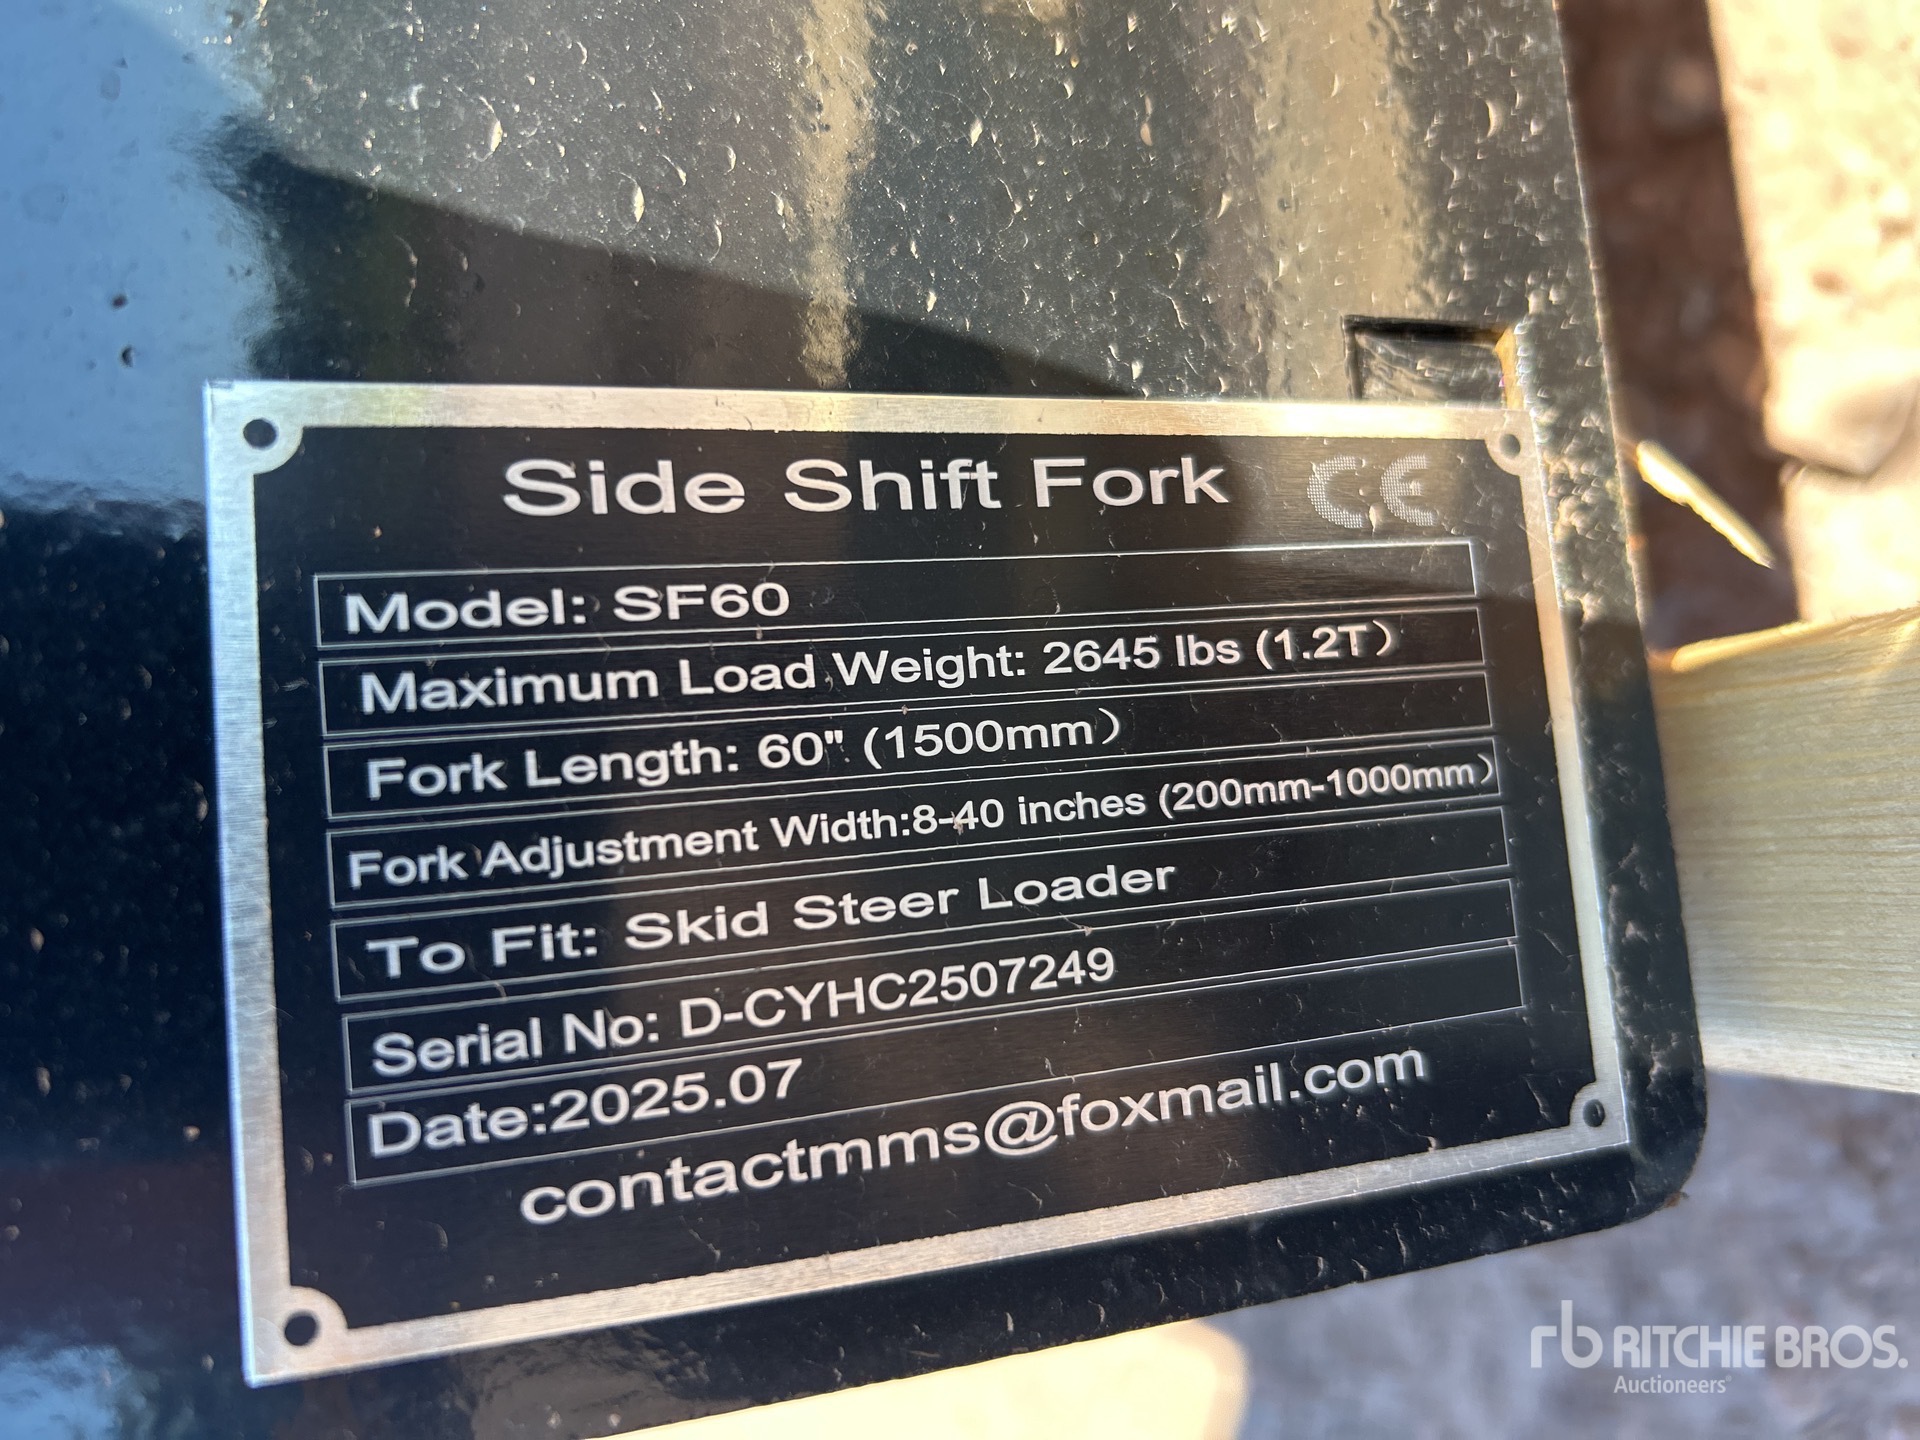 Side Shift Fork CE
Model: SF60
Maximum Load Weight: 2645 lbs (1.2T)
Fork Length: 60" (1500mm)
Fork Adjustment Width:8-40 inches (200mm-1000mm)
To Fit: Skid Steer Loader
Serial No: D-CYHC2507249
Date:2025.07
contactmms@foxmail.com
rb RITCHIE BROS.
Auctioneers